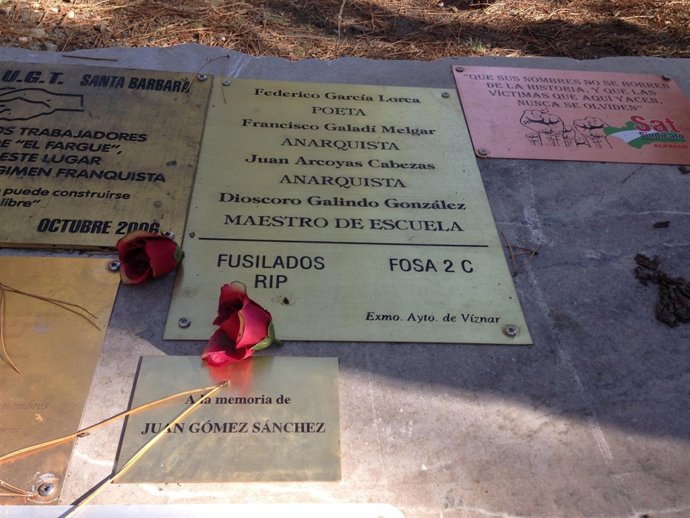 U.G.T. SANTA BARBARA
OS TRABAJADORES
DE "EL FARGUE",
ESTE LUGAR
GIMEN FRANQUISTA
puede construirse
libre"
OCTUBRE 2006
Federico García Lorca
POETA
Francisco Galadí Melgar
ANARQUISTA
Juan Arcoyas Cabezas
ANARQUISTA
Dioscoro Galindo González
MAESTRO DE ESCUELA
FUSILADOS FOSA 2 C
RIP
Exmo. Ayto. de Víznar
"QUE SUS NOMBRES NO SE BORREN
DE LA HISTORIA, Y QUE LAS
VÍCTIMAS QUE AQUÍ YACEN,
NUNCA SE OLVIDEN"
Sat
Sindicato
A la memoria de
JUAN GÓMEZ SÁNCHEZ